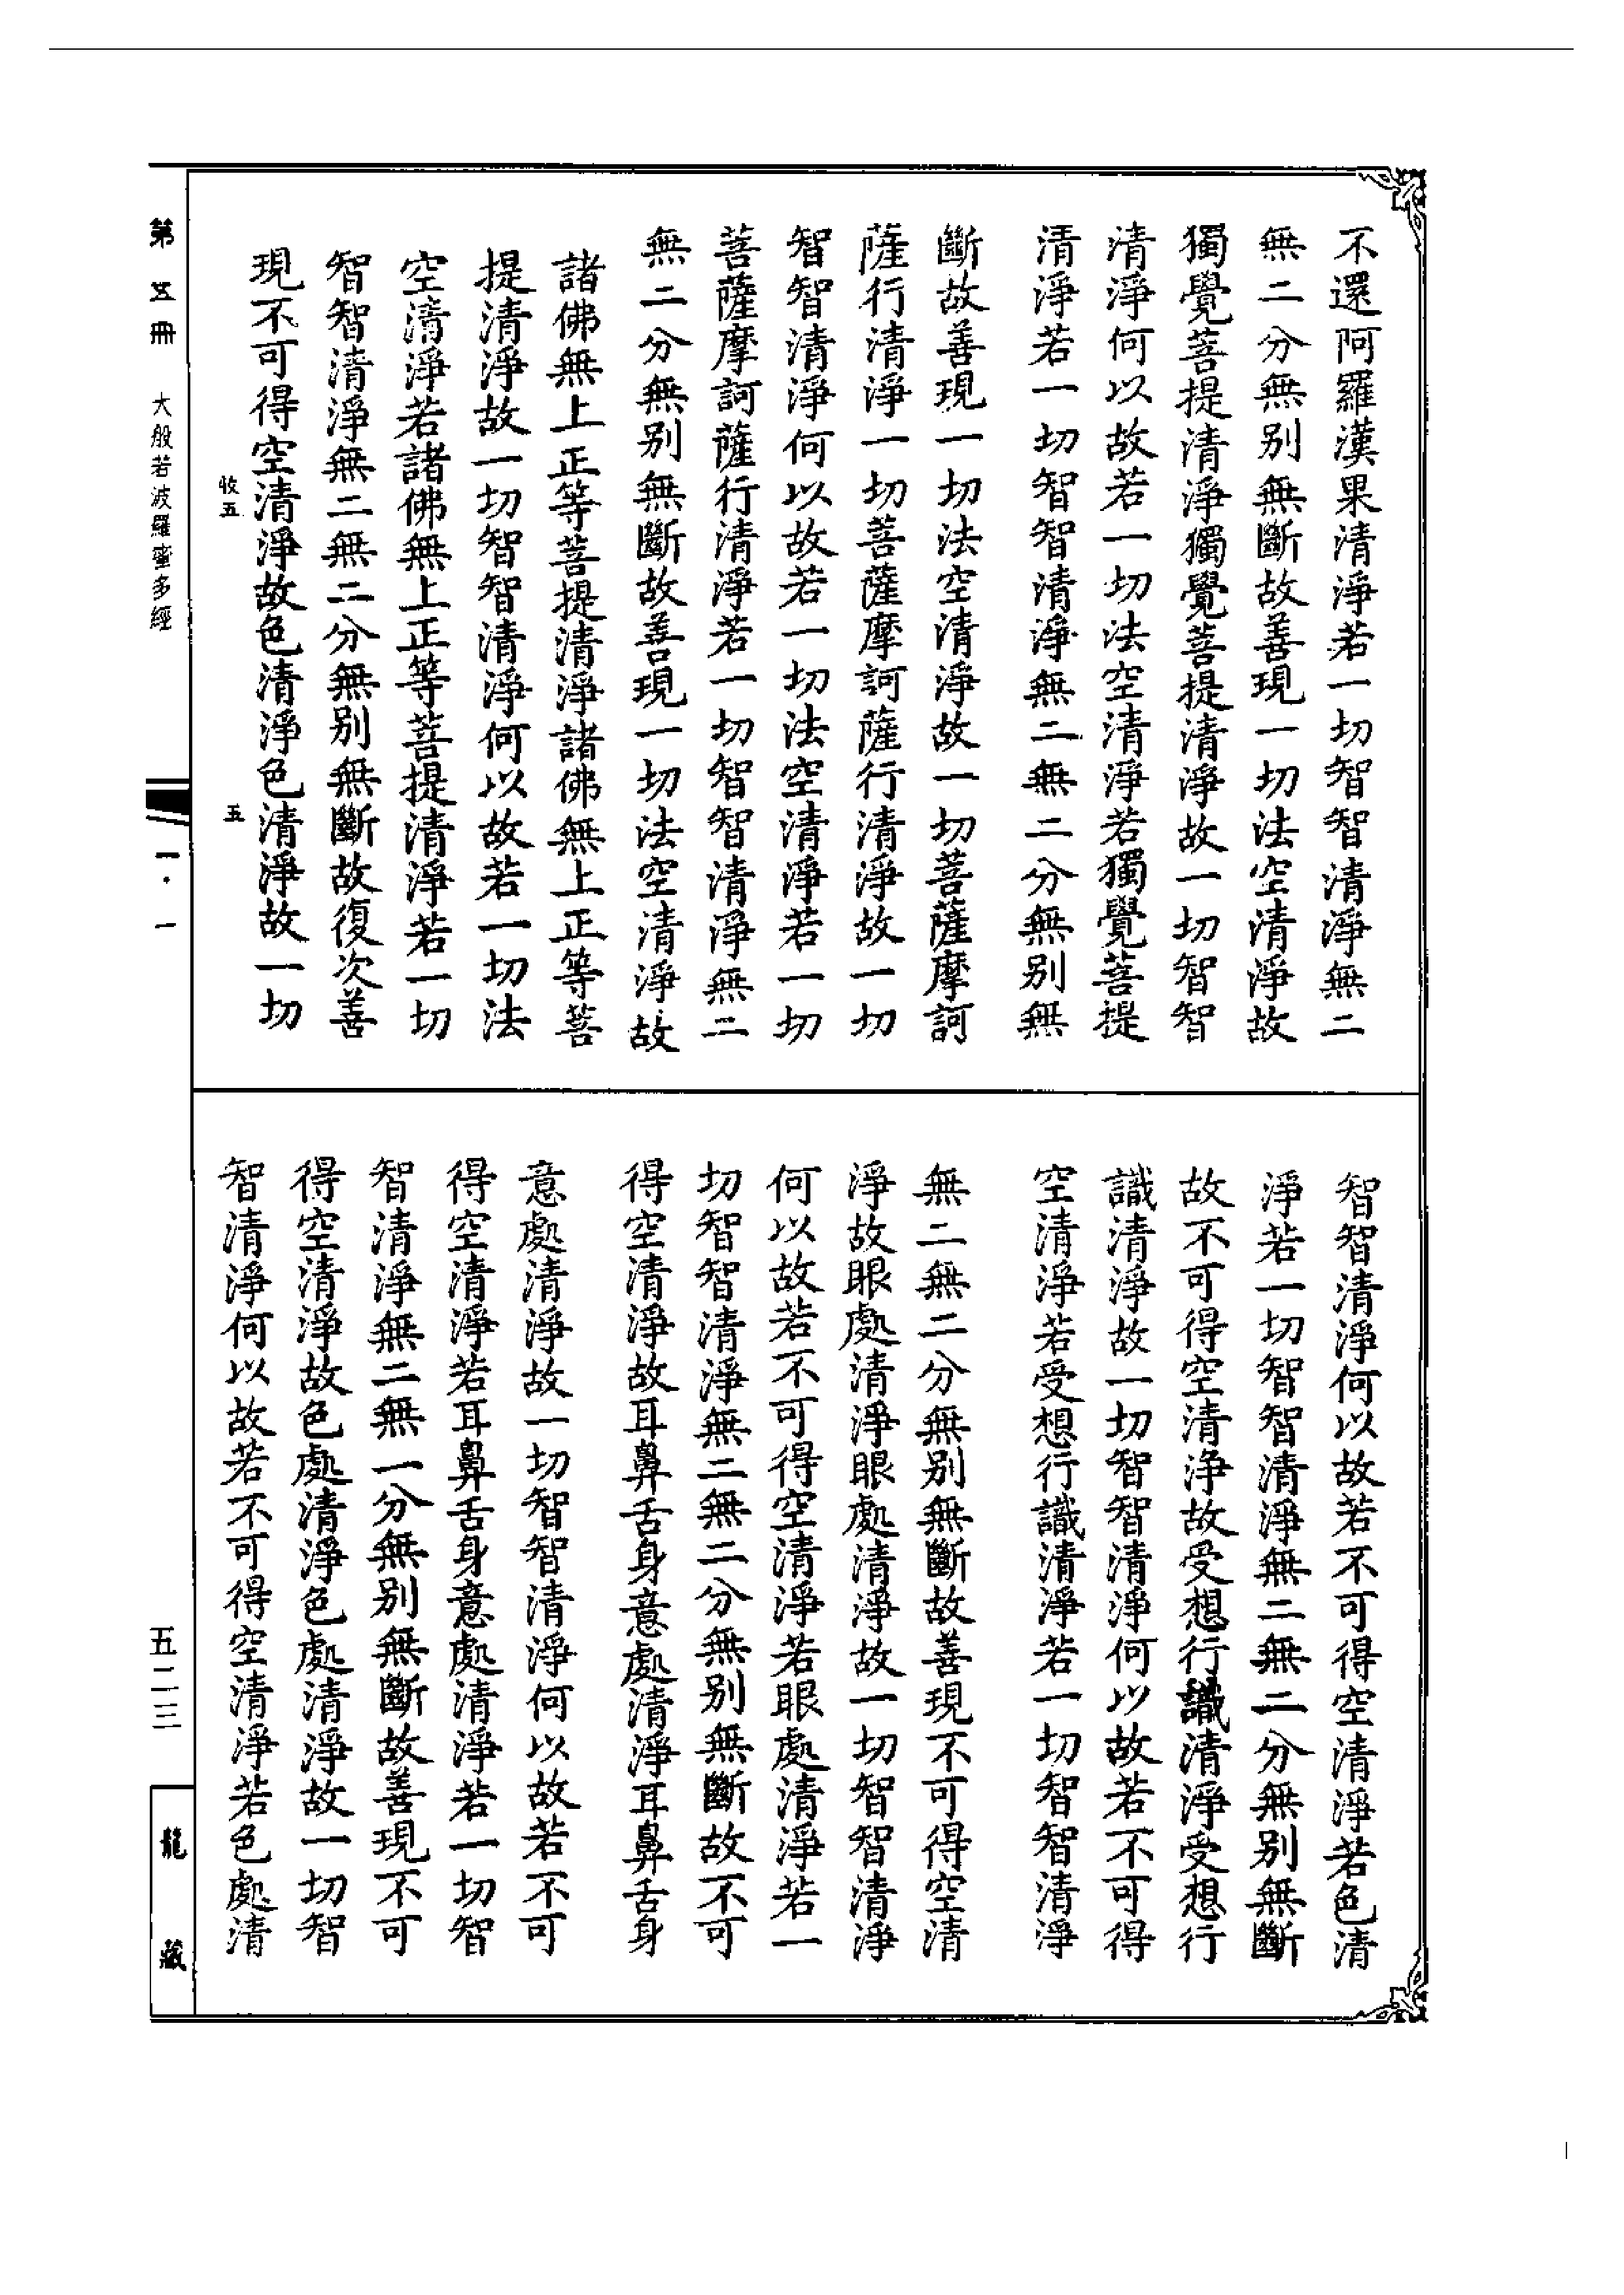 不還阿羅漢果清淨若一切智智清淨無二
無二分無别無斷故善現一切法空清淨故
獨覺菩提清淨獨覺菩提清淨故一切智智
清淨何以故若一切法空清淨若獨覺菩提
清淨若一切智智清淨無二無二分無别無
斷故善現一切法空清淨故一切菩薩摩訶
薩行清淨一切菩薩摩訶薩行清淨故一切
智智清淨何以故若一切法空清淨若一切
菩薩摩訶薩行清淨若一切智智清淨無二
無二分無别無斷故善現一切法空清淨故
諸佛無上正等菩提清淨諸佛無上正等菩
提清淨故一切智智清淨何以故若一切法
空清淨若諸佛無上正等菩提清淨若一切
智智清淨無二無二分無别無斷故復次善
現不可得空清淨故色清淨色清淨故一切
智智清淨何以故若不可得空清淨若色清
淨若一切智智清淨無二無二分無别無斷
故不可得空清净故受想行識清淨受想行
識清淨故一切智智清淨何以故若不可得
空清淨若受想行識清淨若一切智智清淨
無二無二分無别無斷故善現不可得空清
淨故眼處清淨眼處清淨故一切智智清淨
何以故若不可得空清淨若眼處清淨若一
切智智清淨無二無二分無别無斷故不可
得空清淨故耳鼻舌身意處清淨耳鼻舌身
意處清淨故一切智智清淨何以故若不可
得空清淨若耳鼻舌身意處清淨若一切智
智清淨無二無一分無别無斷故善現不可
得空清淨故色處清淨色處清淨故一切智
智清淨何以故若不可得空清淨若色處清
收五
五
第五冊
大般若波羅蜜多經
一·一
五二三
龍藏